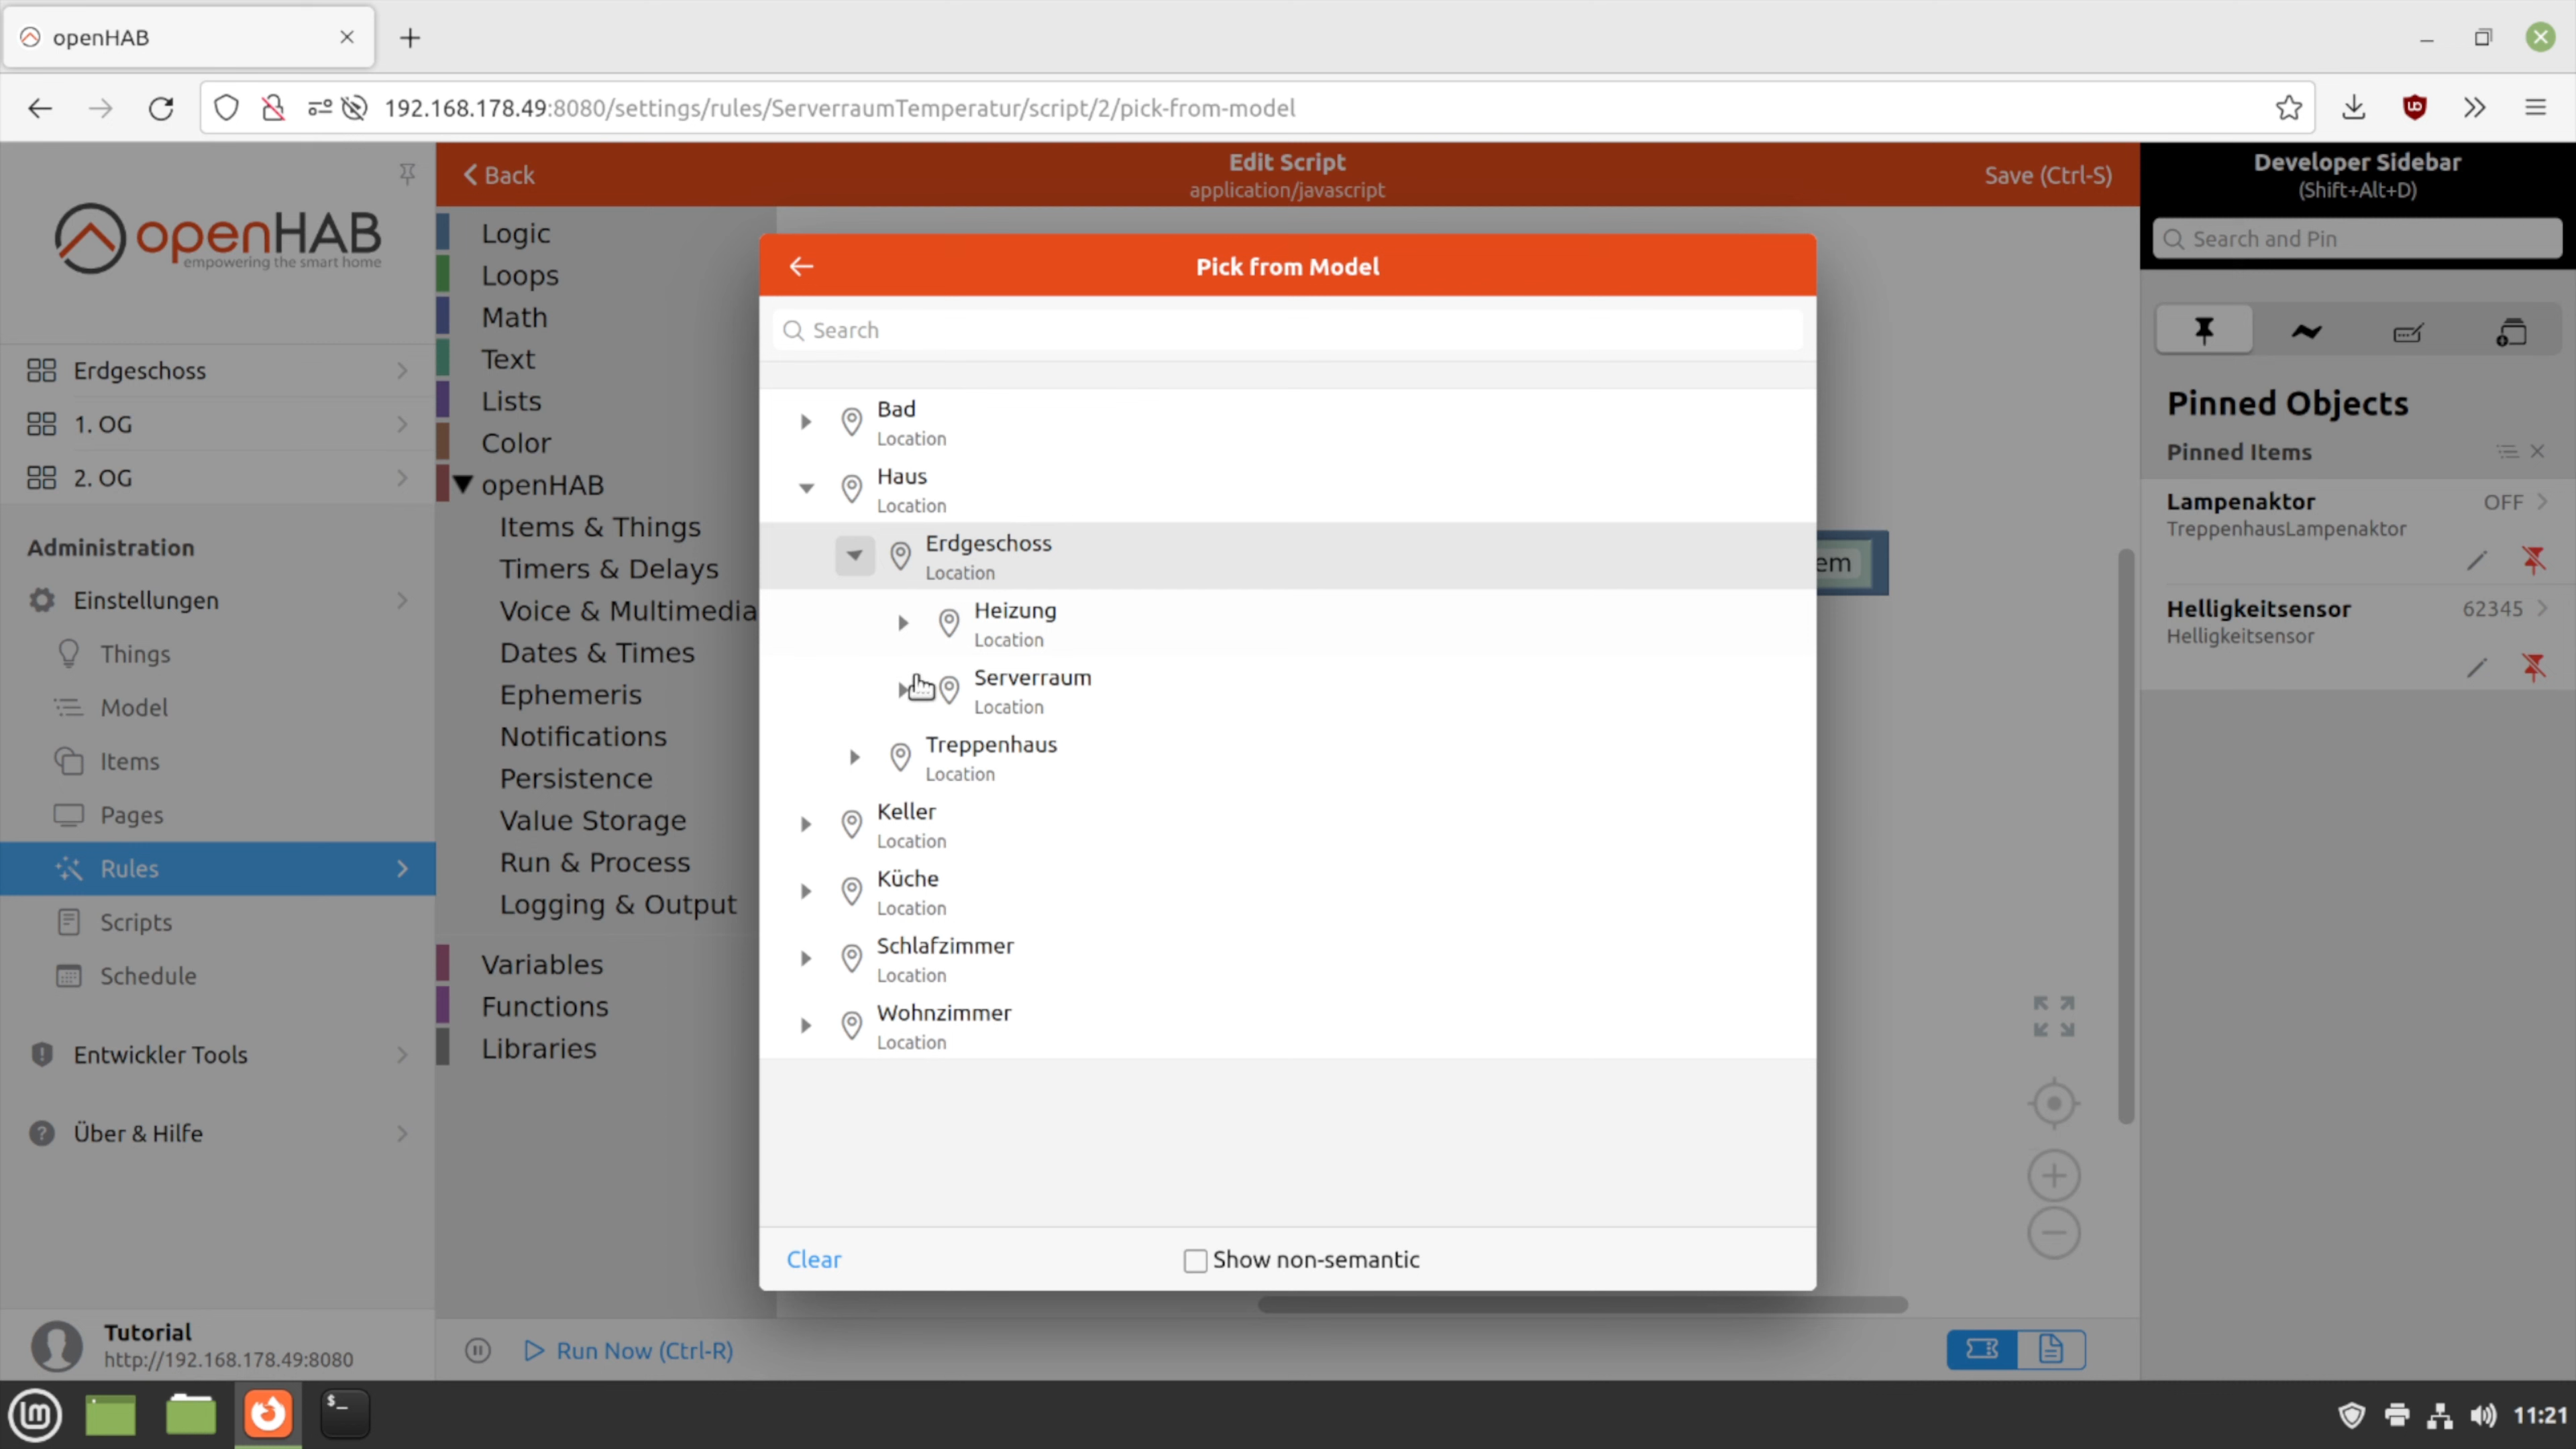 openHAB
192.168.178.49:8080/settings/rules/ServerraumTemperatur/script/2/pick-from-model
openHAB
empowering the smart home
Erdgeschoss
1. OG
2. OG
Administration
Einstellungen
Things
Model
Items
Pages
Rules
Scripts
Schedule
Entwickler Tools
Über & Hilfe
Tutorial
http://192.168.178.49:8080
Back
Edit Script
application/javascript
Save (Ctrl-S)
Logic
Loops
Math
Text
Lists
Color
openHAB
Items & Things
Timers & Delays
Voice & Multimedia
Dates & Times
Ephemeris
Notifications
Persistence
Value Storage
Run & Process
Logging & Output
Variables
Functions
Libraries
Pick from Model
Search
Bad
Location
Haus
Location
Erdgeschoss
Location
Heizung
Location
Serverraum
Location
Treppenhaus
Location
Keller
Location
Küche
Location
Schlafzimmer
Location
Wohnzimmer
Location
Clear
Show non-semantic
em
Run Now (Ctrl-R)
Developer Sidebar
(Shift+Alt+D)
Search and Pin
Pinned Objects
Pinned Items
Lampenaktor OFF
TreppenhausLampenaktor
Helligkeitsensor 62345
Helligkeitsensor
$_
11:21